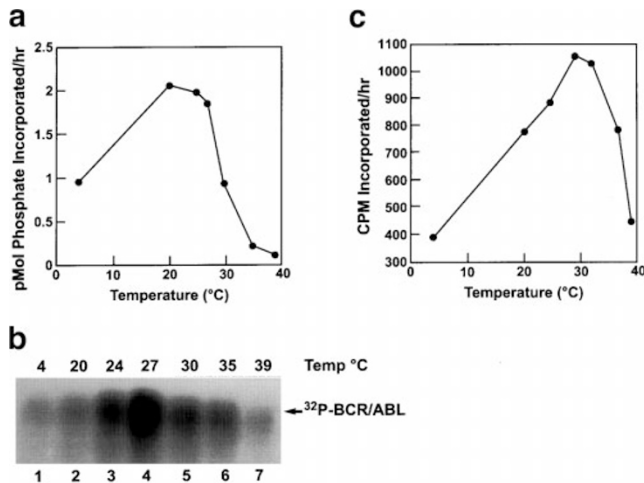 a
pMol Phosphate Incorporated/hr
2.5
2
1.5
1
0.5
0
0 10 20 30 40
Temperature (°C)
c
CPM Incorporated/hr
1100
1000
900
800
700
600
500
400
300
0 10 20 30 40
Temperature (°C)
b
4 20 24 27 30 35 39 Temp °C
32P-BCR/ABL
1 2 3 4 5 6 7